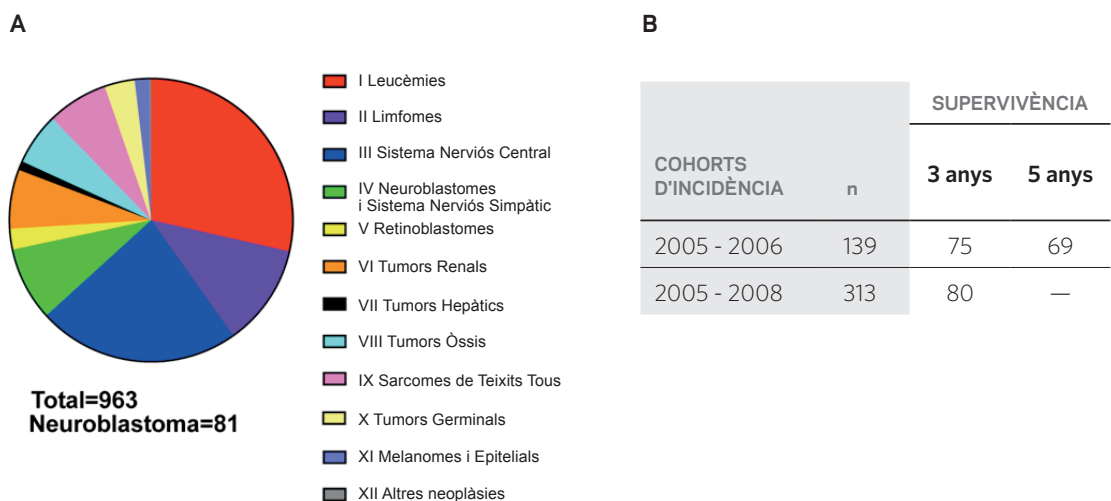 A
I Leucèmies
II Limfomes
III Sistema Nerviós Central
IV Neuroblastomes
i Sistema Nerviós Simpàtic
V Retinoblastomes
VI Tumors Renals
VII Tumors Hepàtics
VIII Tumors Òssis
IX Sarcomes de Teixits Tous
X Tumors Germinals
XI Melanomes i Epitelials
XII Altres neoplàsies
Total=963
Neuroblastoma=81
B
SUPERVIVÈNCIA
COHORTS
D'INCIDÈNCIA n 3 anys 5 anys
2005 - 2006 139 75 69
2005 - 2008 313 80 —